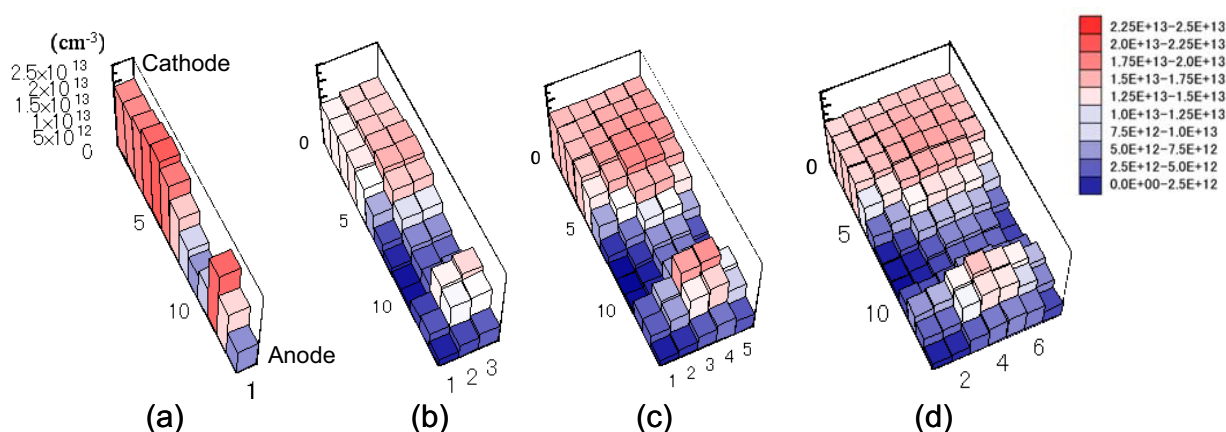 (cm-3)
Cathode
2.5×10 13
2×10 13
1.5×10 13
1×10 13
5×10 12
0
5
10
Anode
1
(a)
0
5
10
1 2 3
(b)
0
5
10
1 2 3 4 5
(c)
0
5
10
2 4 6
(d)
2.25E+13-2.5E+13
2.0E+13-2.25E+13
1.75E+13-2.0E+13
1.5E+13-1.75E+13
1.25E+13-1.5E+13
1.0E+13-1.25E+13
7.5E+12-1.0E+13
5.0E+12-7.5E+12
2.5E+12-5.0E+12
0.0E+00-2.5E+12